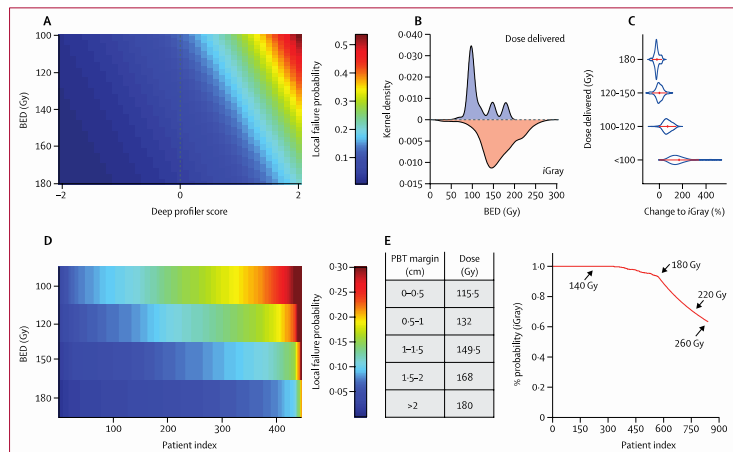 A
100
120
140
160
180
BED (Gy)
−2
0
2
Deep profiler score
0·5
0·4
0·3
0·2
0·1
Local failure probability
B
Dose delivered
0·040
0·030
0·020
0·010
0
0·005
0·010
0·015
Kernel density
iGray
0
50
100
150
200
250
300
BED (Gy)
C
180
120-150
100-120
<100
Dose delivered (Gy)
0
200
400
Change to iGray (%)
D
90
120
150
180
BED (Gy)
100
200
300
400
Patient index
0·30
0·25
0·20
0·15
0·10
0·05
Local failure probability
E
PBT margin (cm) Dose (Gy)
0–0·5 115·5
0·5–1 132
1–1·5 149·5
1·5–2 168
>2 180
1·0
0·8
0·6
0·4
0·2
0
% probability (iGray)
140 Gy
180 Gy
220 Gy
260 Gy
0
150
300
450
600
750
900
Patient index